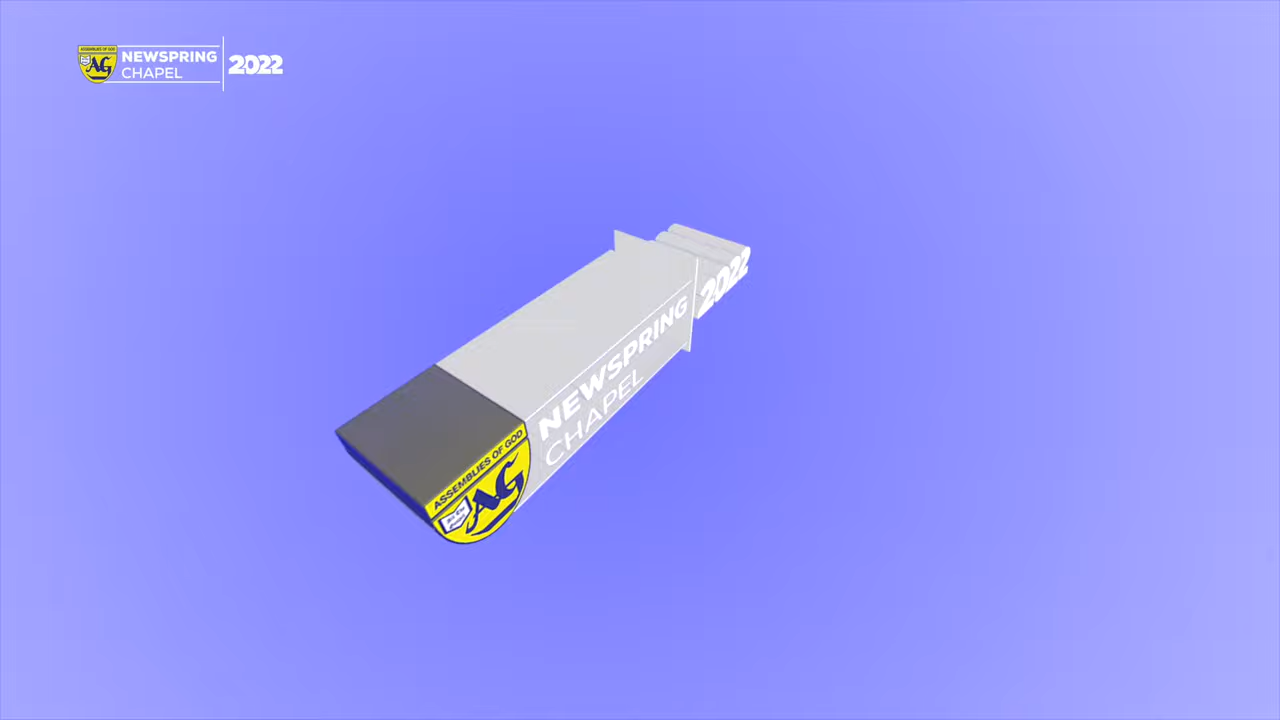 ASSEMBLIES OF GOD
AG
NEWSPRING
CHAPEL
2022
ASSEMBLIES OF GOD
AG
NEWSPRING
CHAPEL
2022